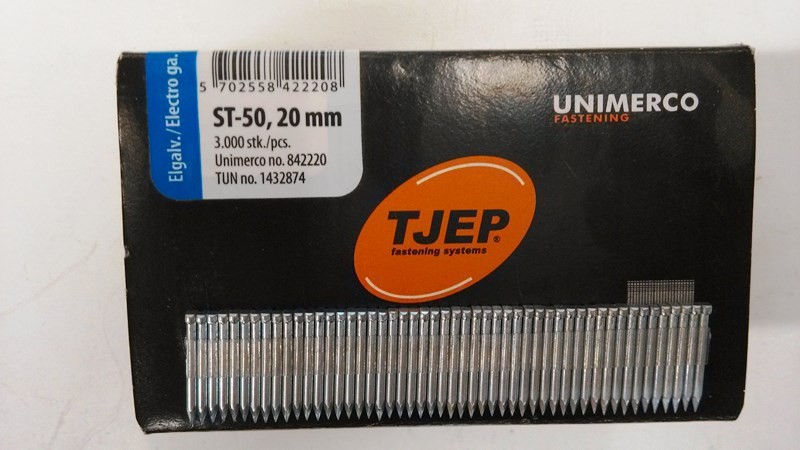 Elgalv./Electro ga.
5 702558 422208
ST-50, 20 mm
3.000 stk./pcs.
Unimerco no. 842220
TUN no. 1432874
UNIMERCO
FASTENING
TJEP®
fastening systems